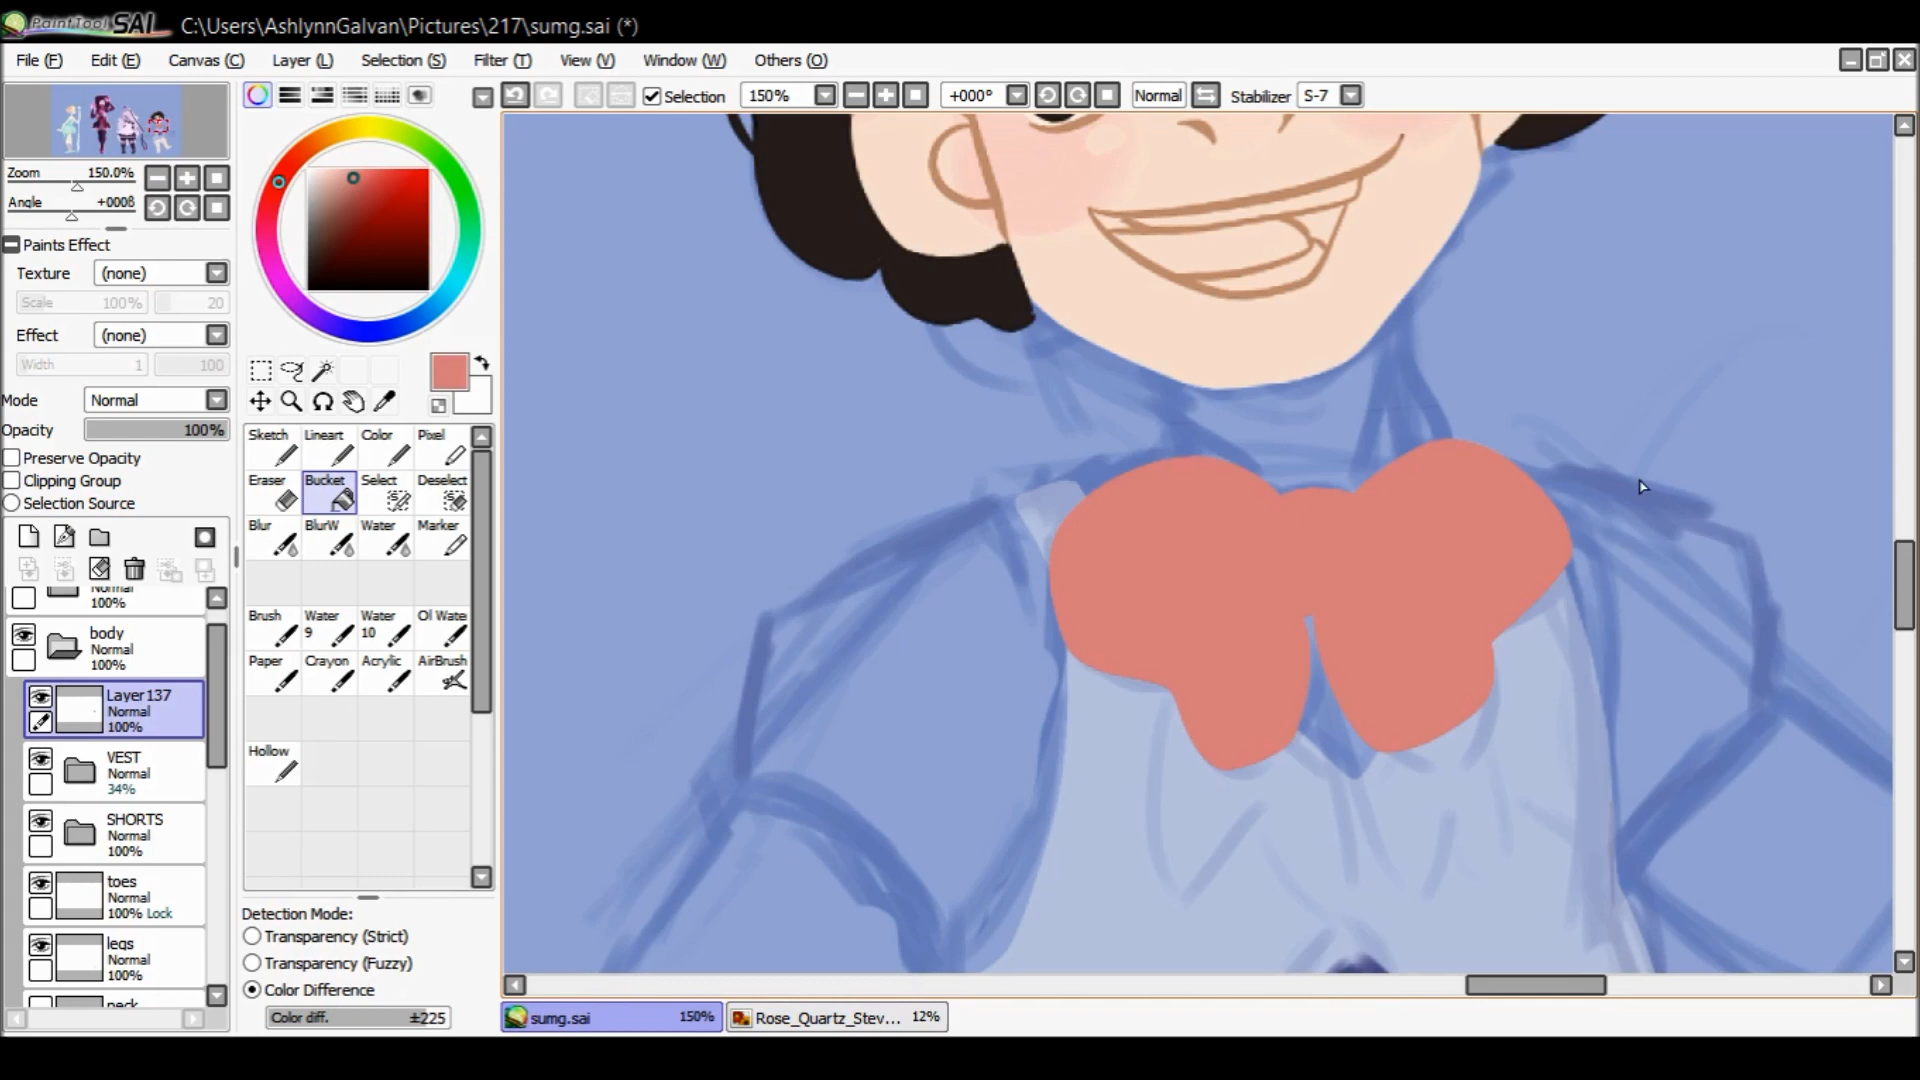 PaintTool SAI C:\Users\AshlynnGalvan\Pictures\217\sumg.sai (*)
File (F) Edit (E) Canvas (C) Layer (L) Selection (S) Filter (T) View (V) Window (W) Others (O)
Selection 150% +000° Normal Stabilizer S-7
Zoom 150.0%
Angle +000ß
Paints Effect
Texture (none)
Scale 100% 20
Effect (none)
Width 1 100
Mode Normal
Opacity 100%
Preserve Opacity
Clipping Group
Selection Source
Normal
100%
body
Normal
100%
Layer137
Normal
100%
VEST
Normal
34%
SHORTS
Normal
100%
toes
Normal
100% Lock
legs
Normal
100%
neck
Sketch Lineart Color Pixel
Eraser Bucket Select Deselect
Blur BlurW Water Marker
Brush Water 9 Water 10 Ol Wate
Paper Crayon Acrylic AirBrush
Hollow
Detection Mode:
Transparency (Strict)
Transparency (Fuzzy)
Color Difference
Color diff. ±225
sumg.sai 150% Rose_Quartz_Stev... 12%